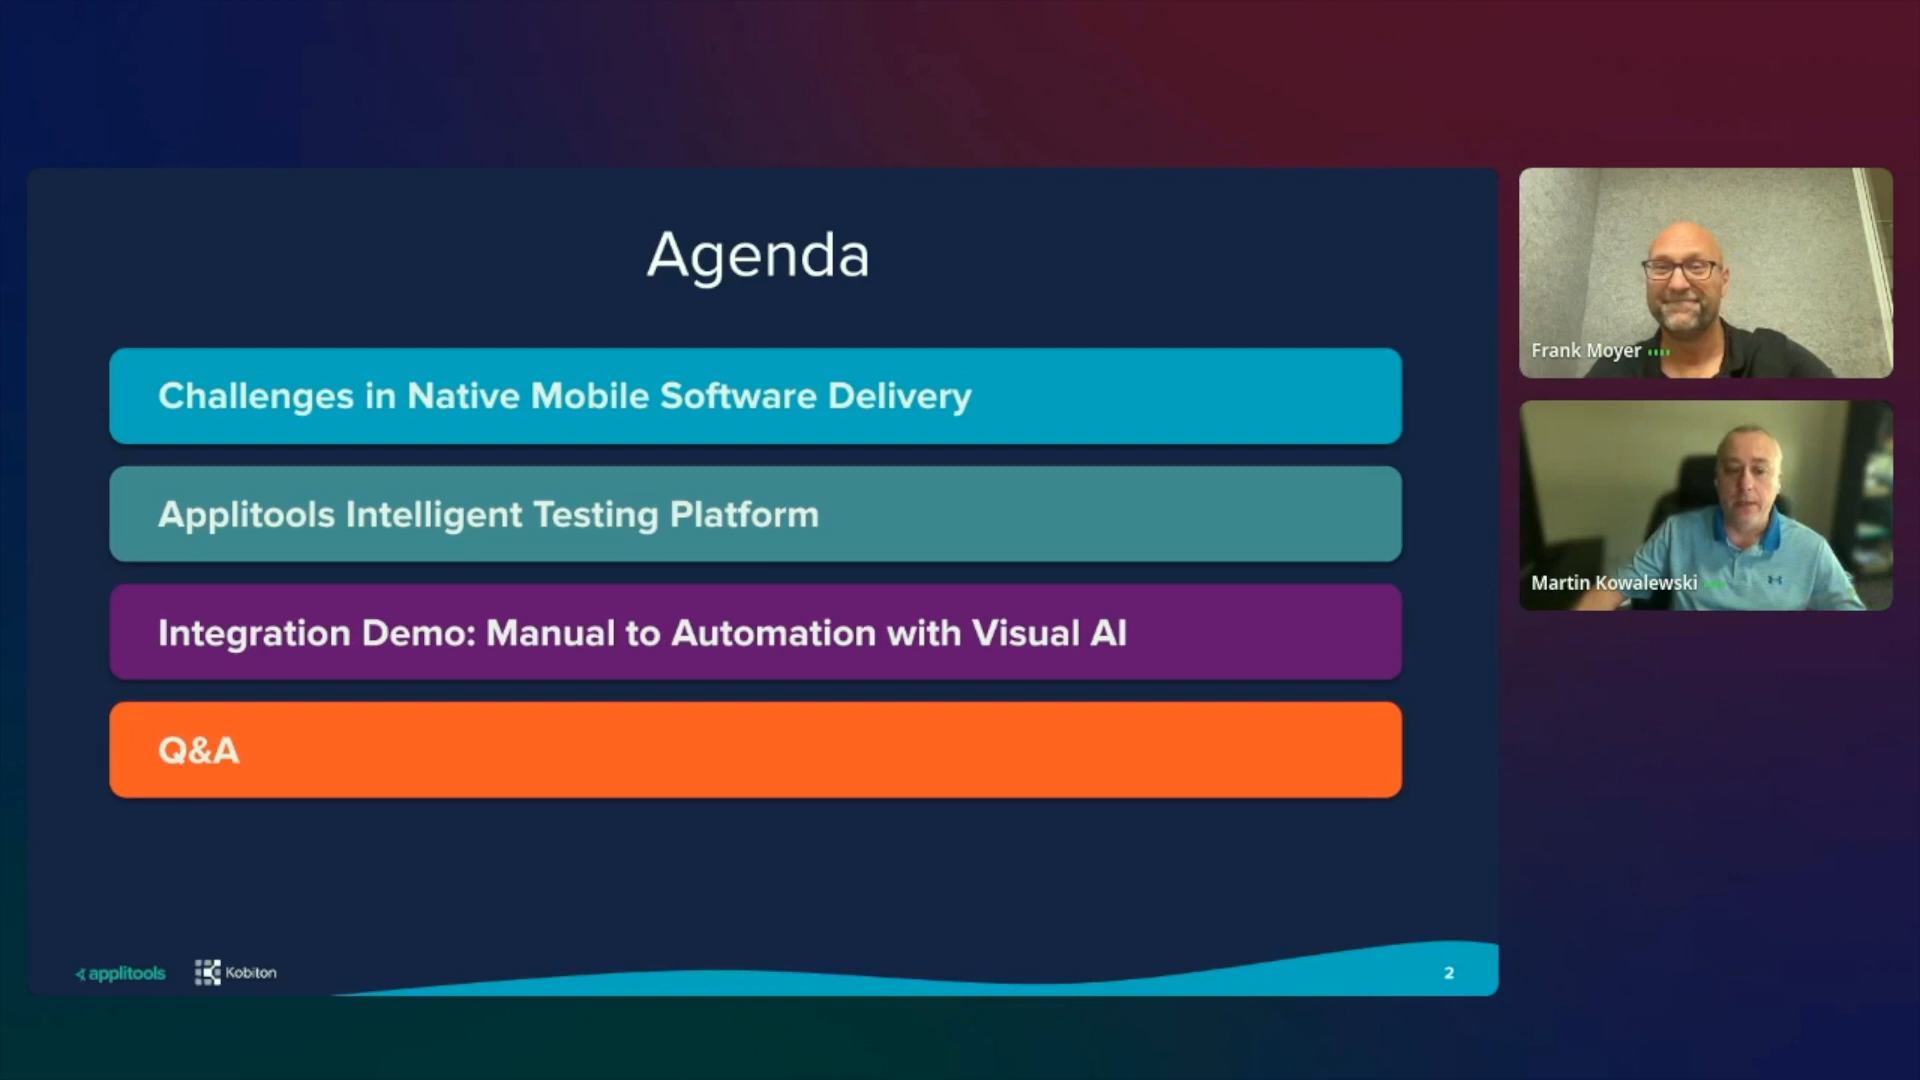 Agenda
Challenges in Native Mobile Software Delivery
Applitools Intelligent Testing Platform
Integration Demo: Manual to Automation with Visual AI
Q&A
applitools
Kobiton
2
Frank Moyer
Martin Kowalewski